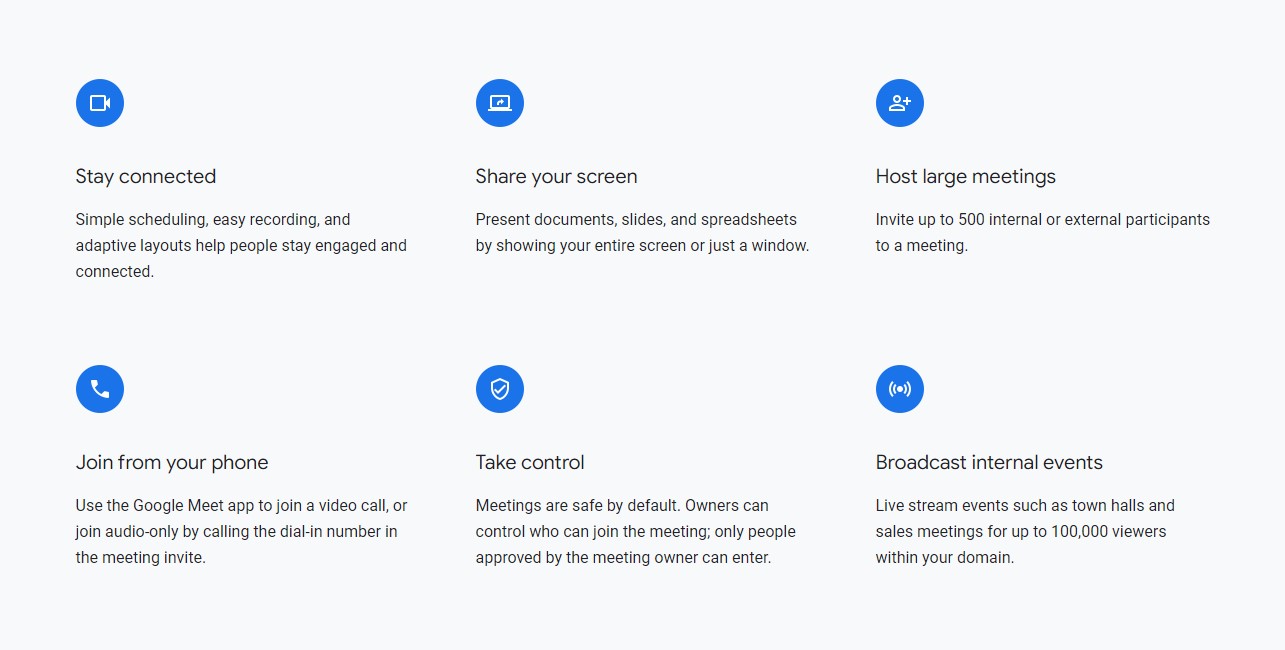 Stay connected
Simple scheduling, easy recording, and
adaptive layouts help people stay engaged and
connected.
Share your screen
Present documents, slides, and spreadsheets
by showing your entire screen or just a window.
Host large meetings
Invite up to 500 internal or external participants
to a meeting.
Join from your phone
Use the Google Meet app to join a video call, or
join audio-only by calling the dial-in number in
the meeting invite.
Take control
Meetings are safe by default. Owners can
control who can join the meeting; only people
approved by the meeting owner can enter.
Broadcast internal events
Live stream events such as town halls and
sales meetings for up to 100,000 viewers
within your domain.